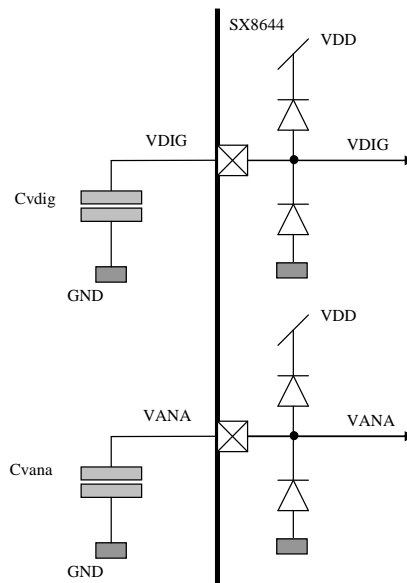 SX8644
VDD
VDIG
VDIG
Cvdig
GND
VDD
VANA
VANA
Cvana
GND